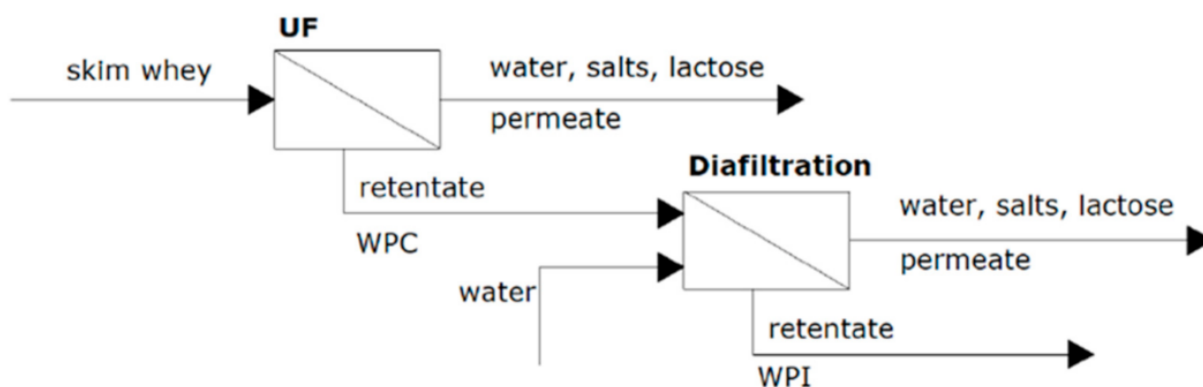 UF
skim whey
water, salts, lactose
permeate
retentate
WPC
Diafiltration
water
water, salts, lactose
permeate
retentate
WPI